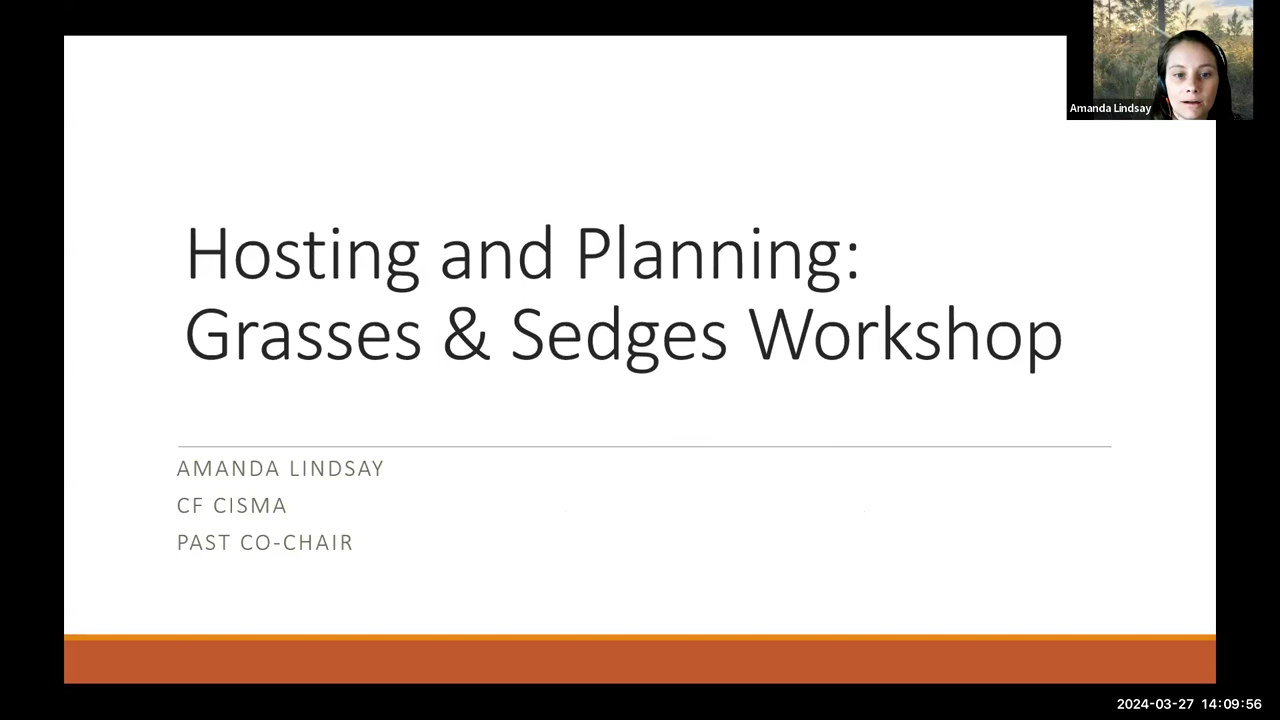 Amanda Lindsay
Hosting and Planning:
Grasses & Sedges Workshop
AMANDA LINDSAY
CF CISMA
PAST CO-CHAIR
2024-03-27 14:09:56